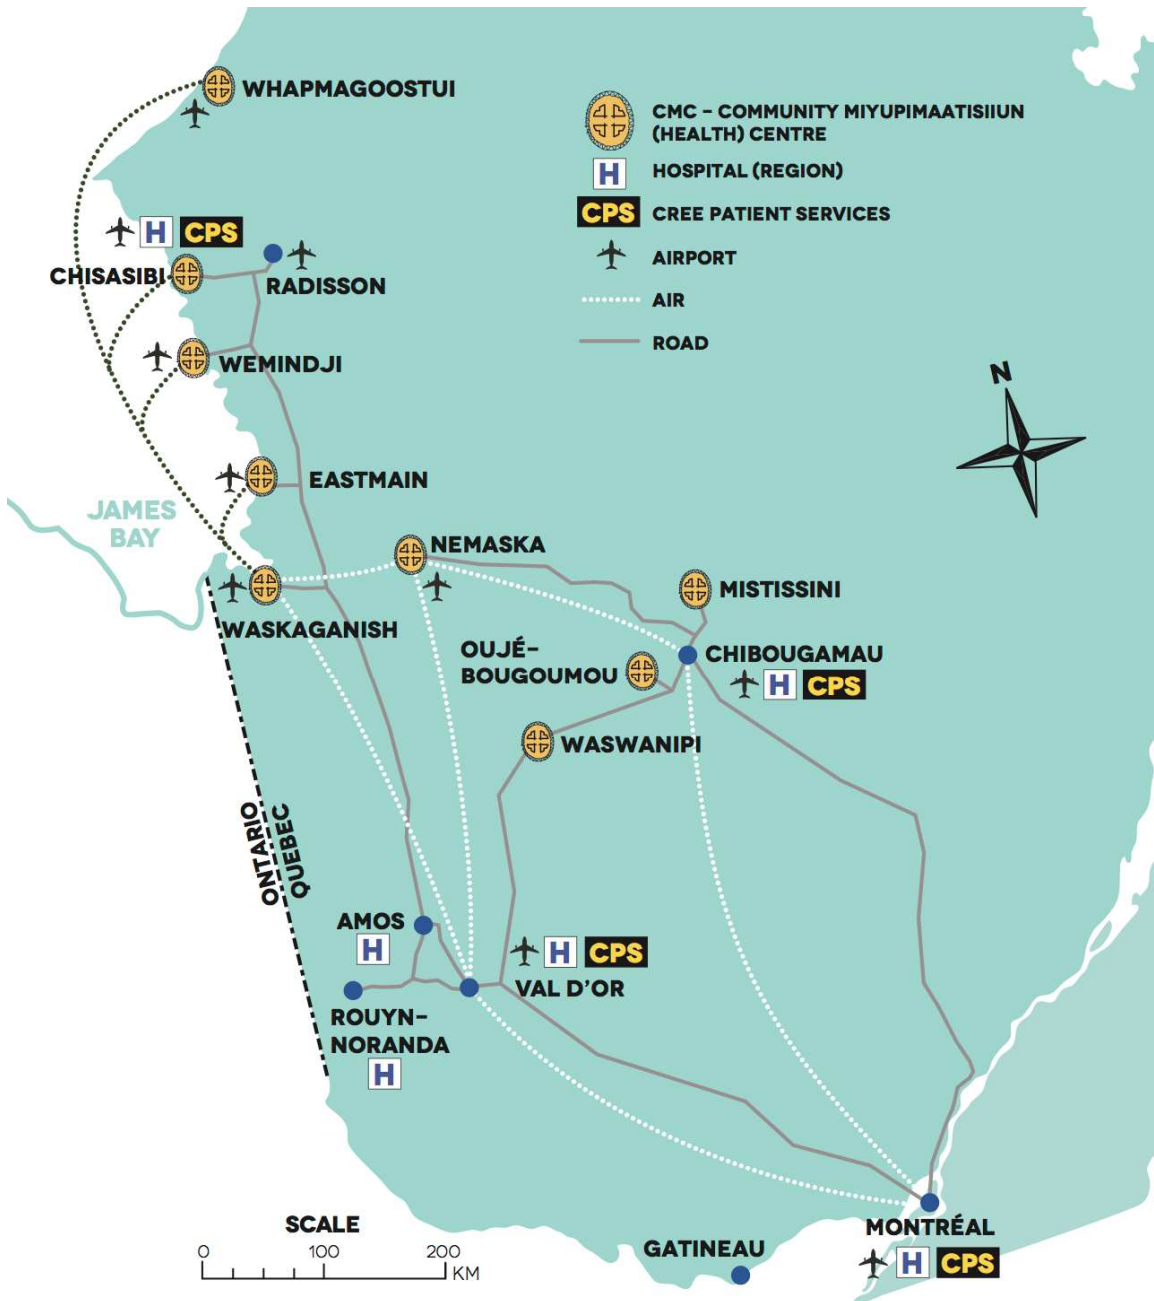 WHAPMAGOOSTUI
CMC – COMMUNITY MIYUPIMAATISIIUN
(HEALTH) CENTRE
H
HOSPITAL (REGION)
CPS
CREE PATIENT SERVICES
AIRPORT
AIR
ROAD
H CPS
CHISASIBI
RADISSON
WEMINDJI
N
EASTMAIN
JAMES
BAY
NEMASKA
MISTISSINI
WASKAGANISH
OUJÉ-
BOUGOUMOU
CHIBOUGAMAU
H CPS
WASWANIPI
ONTARIO
QUEBEC
AMOS
H
H CPS
VAL D’OR
ROUYN-
NORANDA
H
MONTRÉAL
H CPS
GATINEAU
SCALE
0 100 200
KM